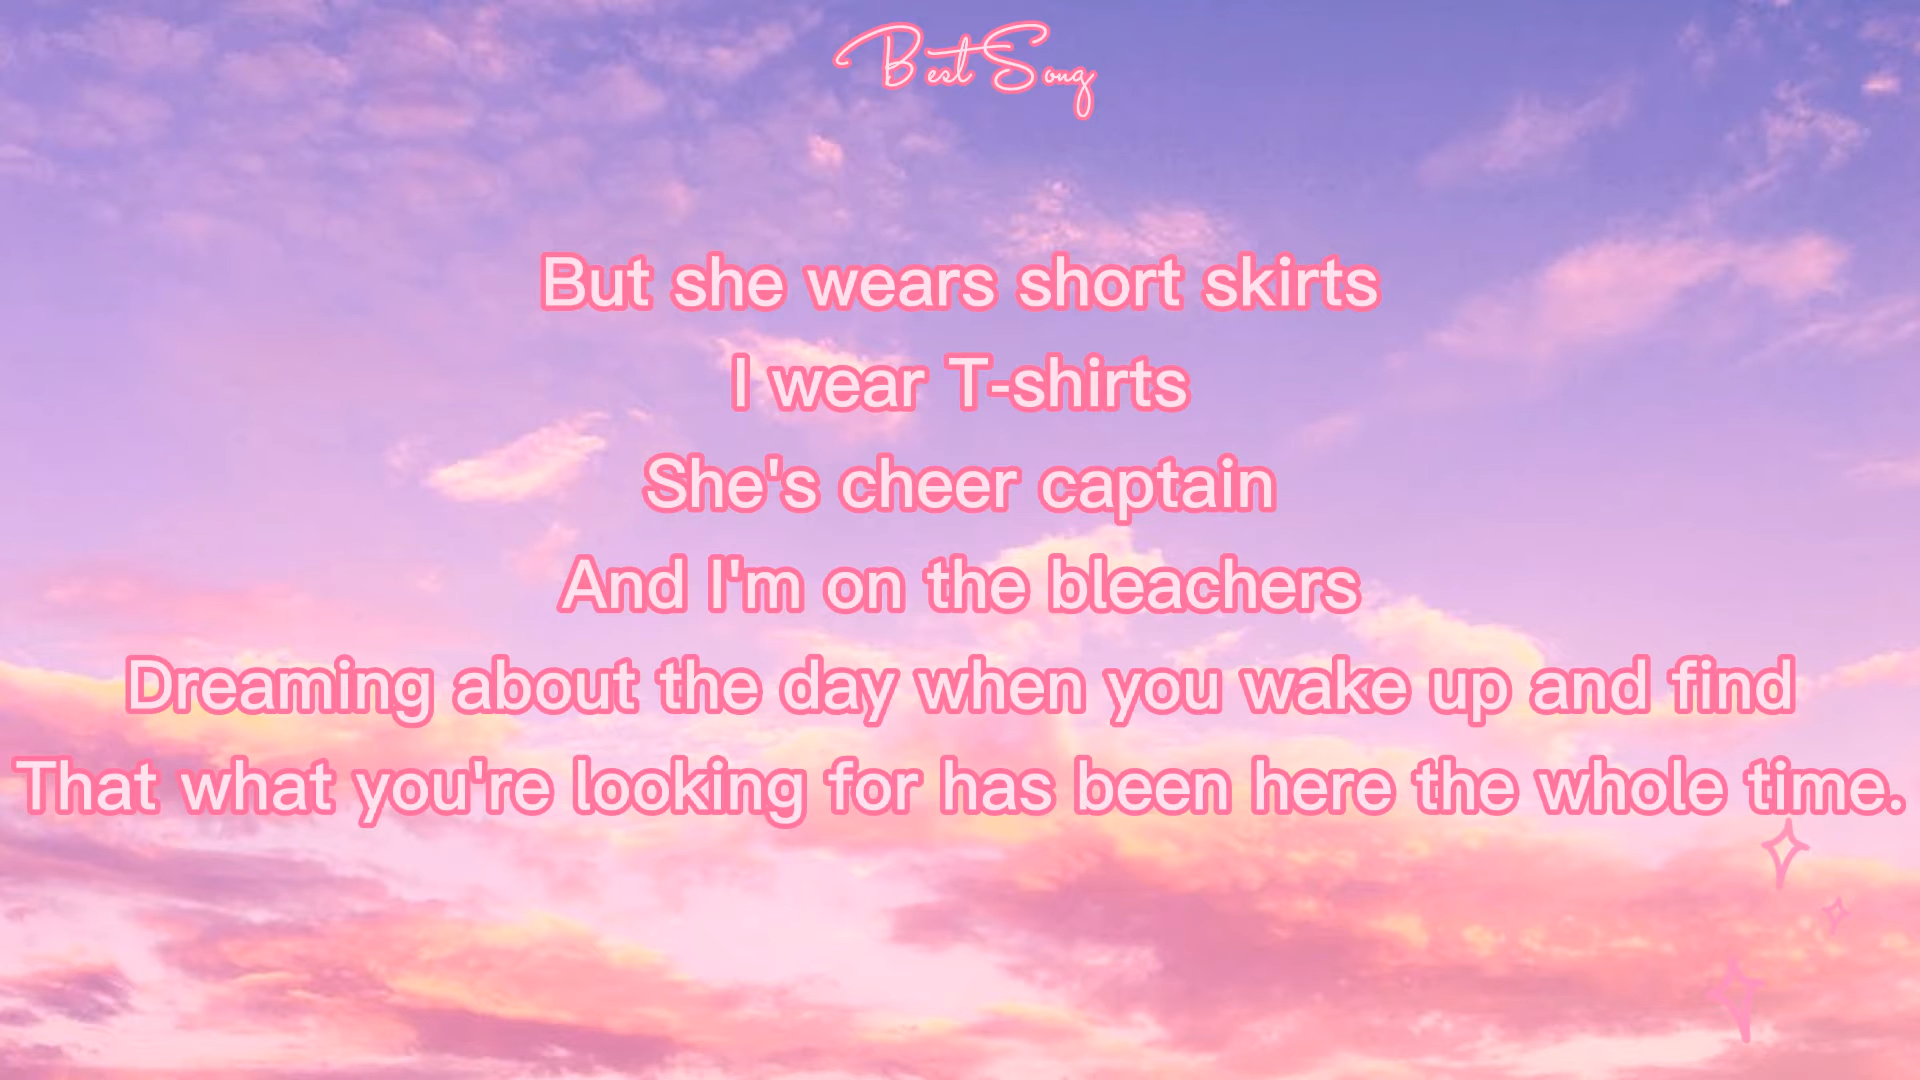 Best Song
But she wears short skirts
I wear T-shirts
She's cheer captain
And I'm on the bleachers
Dreaming about the day when you wake up and find
That what you're looking for has been here the whole time.